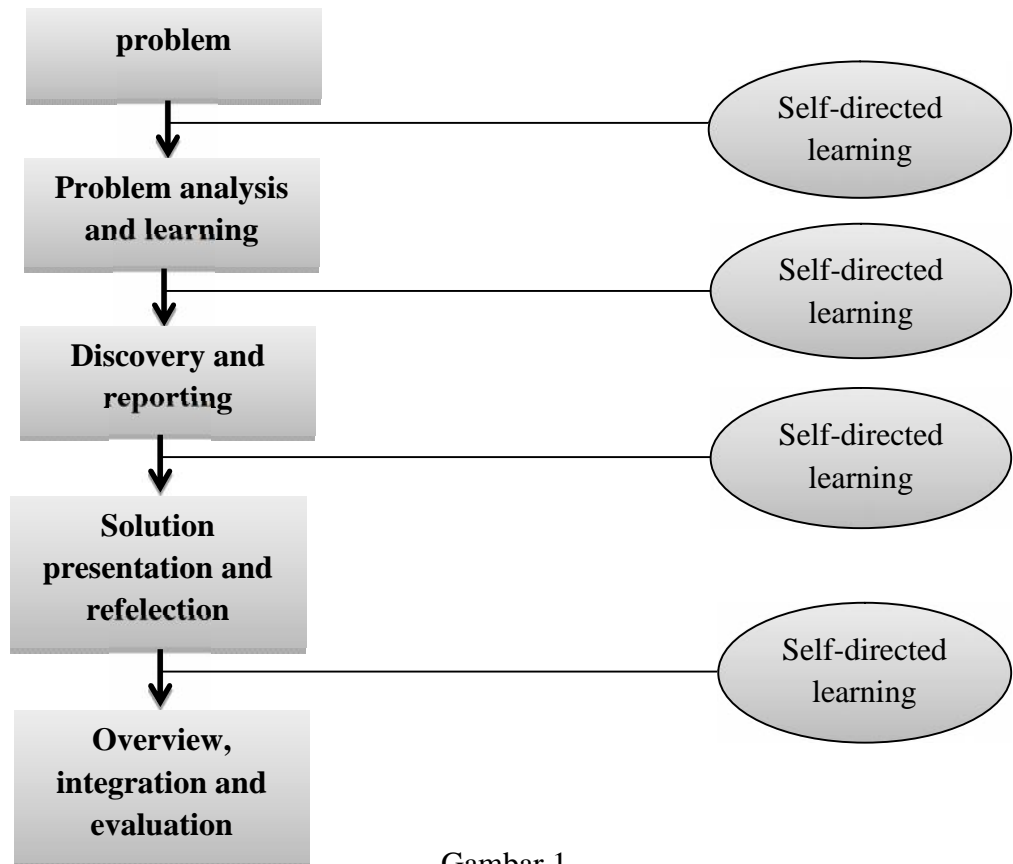 problem
Self-directed
learning
Problem analysis
and learning
Self-directed
learning
Discovery and
reporting
Self-directed
learning
Solution
presentation and
refelection
Self-directed
learning
Overview,
integration and
evaluation
Gambar 1